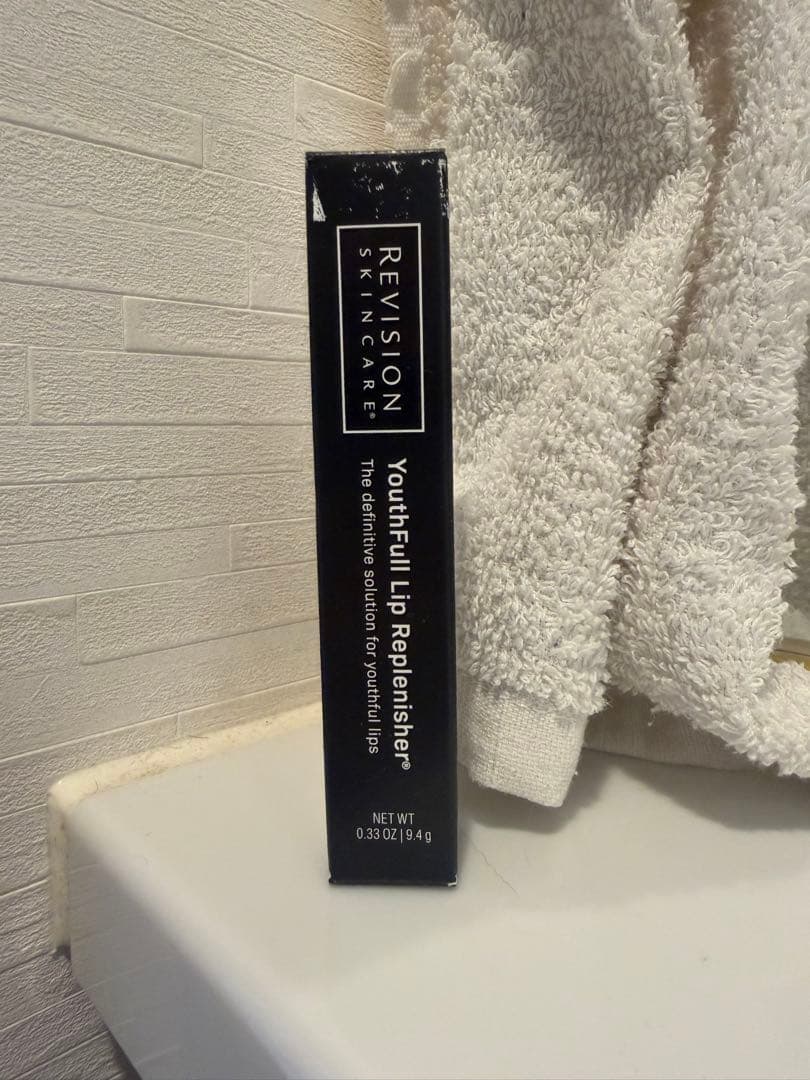 REVISION
SKINCARE®
YouthFull Lip Replenisher®
The definitive solution for youthful lips
NET WT
0.33 OZ | 9.4 g